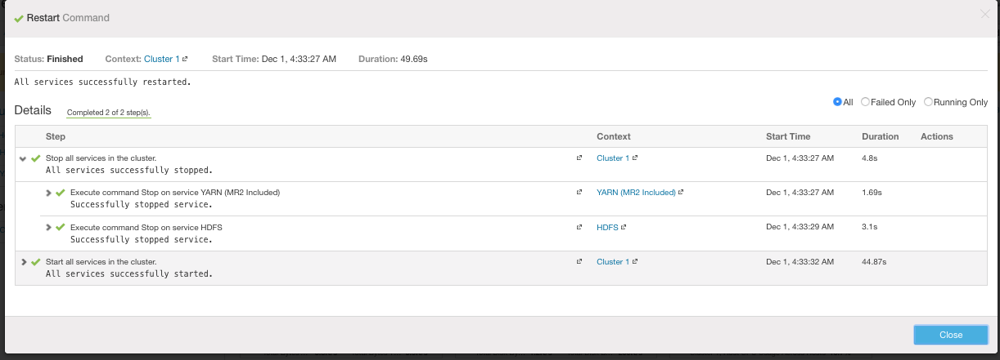 Restart Command
Status: Finished Context: Cluster 1 Start Time: Dec 1, 4:33:27 AM Duration: 49.69s
All services successfully restarted.
All Failed Only Running Only
Details Completed 2 of 2 step(s).
Step Context Start Time Duration Actions
Stop all services in the cluster. Cluster 1 Dec 1, 4:33:27 AM 4.8s
All services successfully stopped.
Execute command Stop on service YARN (MR2 Included) YARN (MR2 Included) Dec 1, 4:33:27 AM 1.69s
Successfully stopped service.
Execute command Stop on service HDFS HDFS Dec 1, 4:33:29 AM 3.1s
Successfully stopped service.
Start all services in the cluster. Cluster 1 Dec 1, 4:33:32 AM 44.87s
All services successfully started.
Close